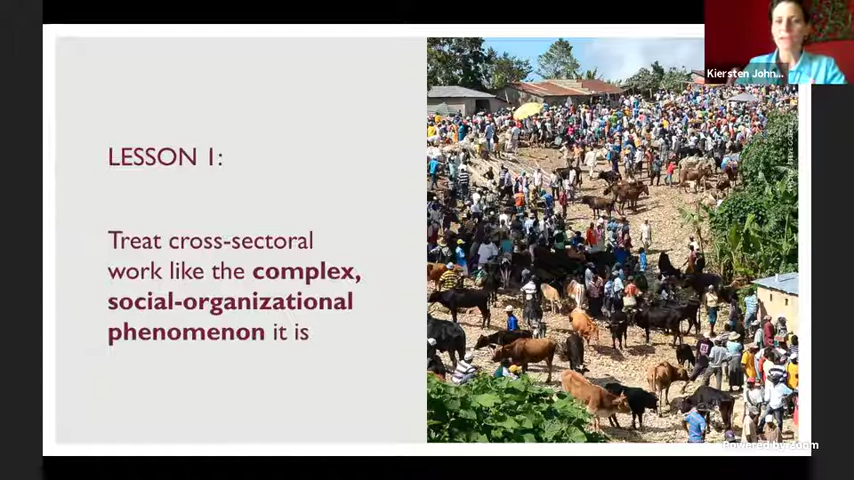 Kiersten John...
LESSON 1:
Treat cross-sectoral
work like the complex,
social-organizational
phenomenon it is
Powered by Zoom